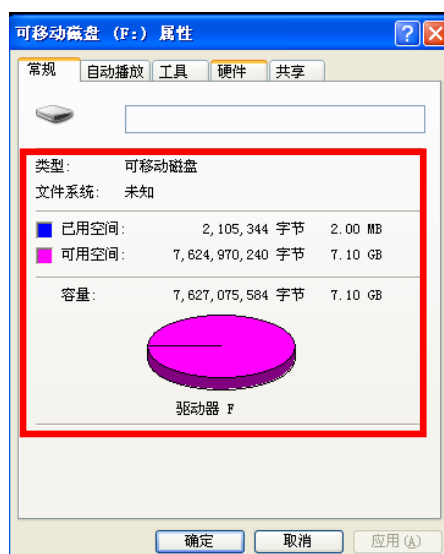 可移动磁盘 (F:) 属性
常规 自动播放 工具 硬件 共享
类型: 可移动磁盘
文件系统: 未知
已用空间: 2,105,344 字节 2.00 MB
可用空间: 7,624,970,240 字节 7.10 GB
容量: 7,627,075,584 字节 7.10 GB
驱动器 F
确定 取消 应用(A)